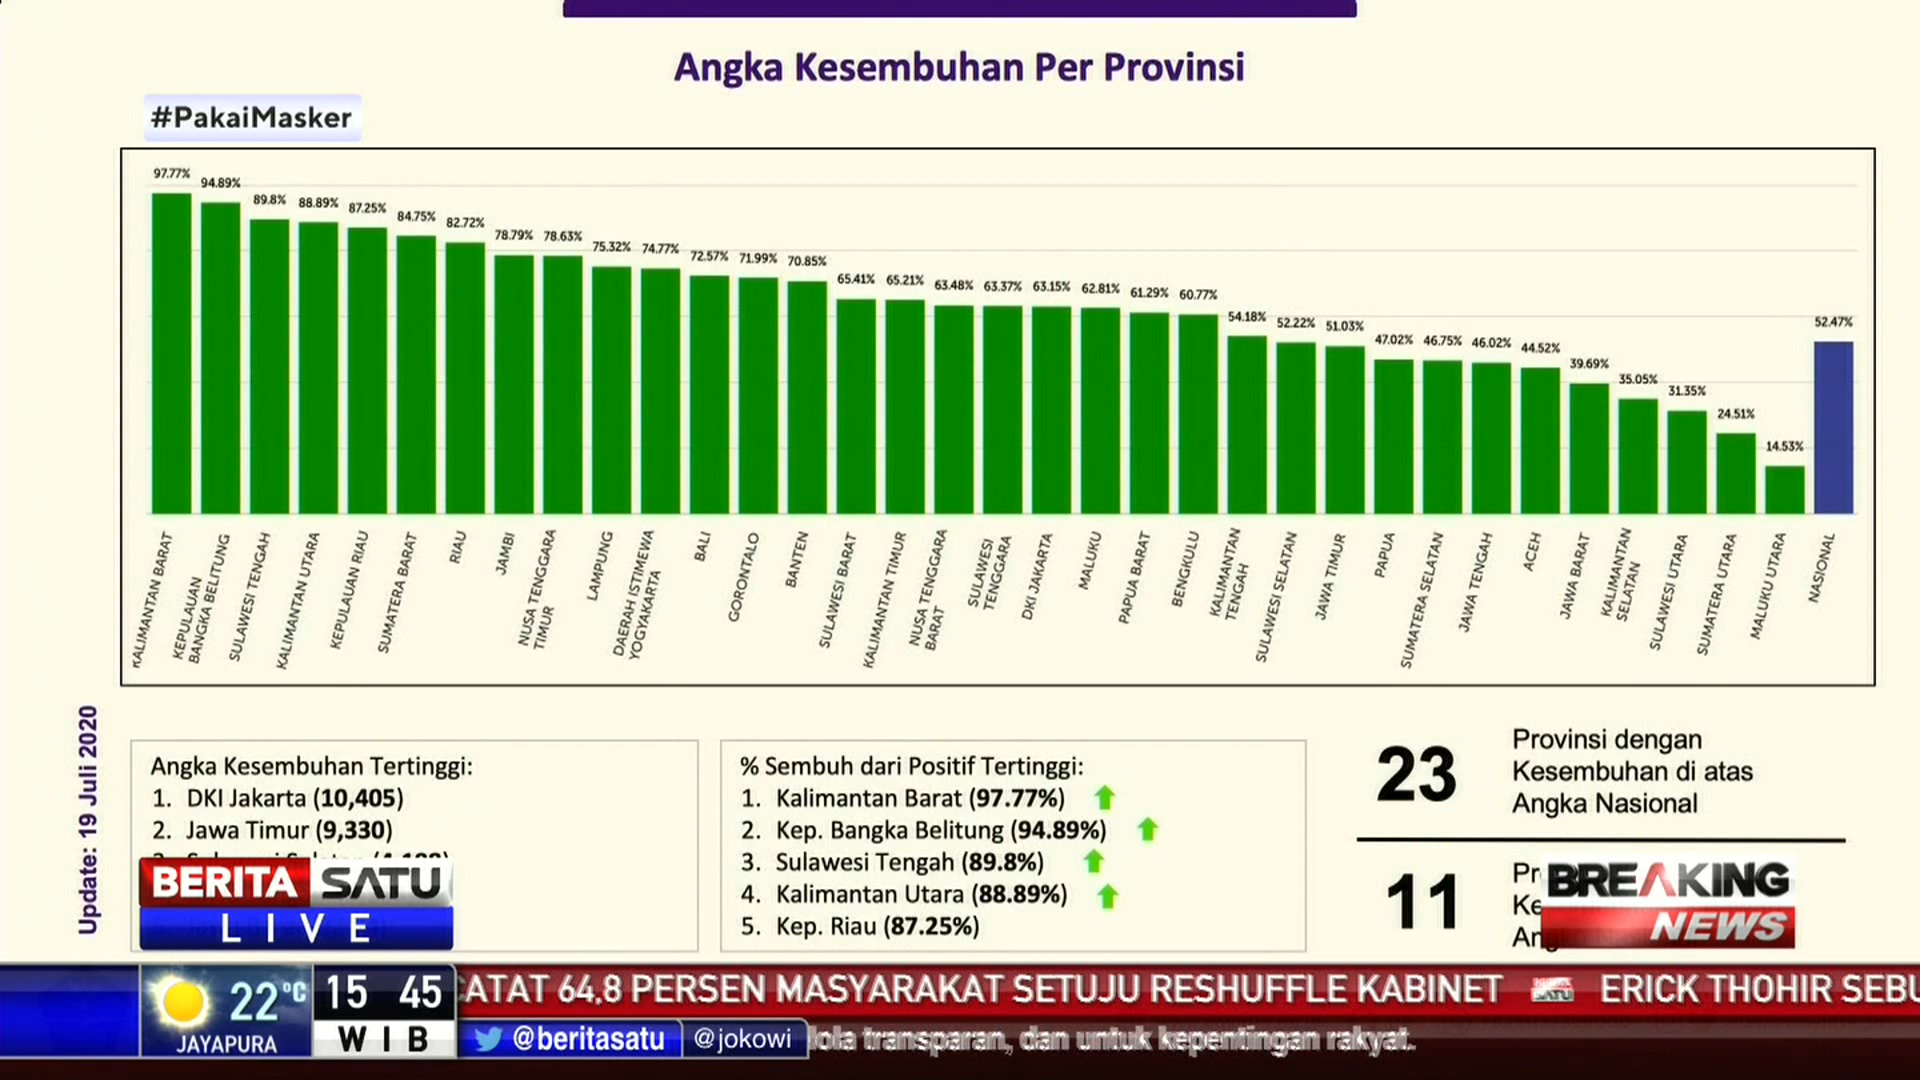 Angka Kesembuhan Per Provinsi
#PakaiMasker
97.77%
94.89%
89.8%
88.89%
87.25%
84.75%
82.72%
78.79%
78.63%
75.32%
74.77%
72.57%
71.99%
70.85%
65.41%
65.21%
63.48%
63.37%
63.15%
62.81%
61.29%
60.77%
54.18%
52.22%
51.03%
47.02%
46.75%
46.02%
44.52%
39.69%
35.05%
31.35%
24.51%
14.53%
52.47%
KALIMANTAN BARAT
KEPULAUAN
BANGKA BELITUNG
SULAWESI TENGAH
KALIMANTAN UTARA
KEPULAUAN RIAU
SUMATERA BARAT
RIAU
JAMBI
NUSA TENGGARA
TIMUR
LAMPUNG
DAERAH ISTIMEWA
YOGYAKARTA
BALI
GORONTALO
BANTEN
SULAWESI BARAT
KALIMANTAN TIMUR
NUSA TENGGARA
BARAT
SULAWESI
TENGGARA
DKI JAKARTA
MALUKU
PAPUA BARAT
BENGKULU
KALIMANTAN
TENGAH
SULAWESI SELATAN
JAWA TIMUR
PAPUA
SUMATERA SELATAN
JAWA TENGAH
ACEH
JAWA BARAT
KALIMANTAN
SELATAN
SULAWESI UTARA
SUMATERA UTARA
MALUKU UTARA
NASIONAL
Update: 19 Juli 2020
Angka Kesembuhan Tertinggi:
1. DKI Jakarta (10,405)
2. Jawa Timur (9,330)
% Sembuh dari Positif Tertinggi:
1. Kalimantan Barat (97.77%)
2. Kep. Bangka Belitung (94.89%)
3. Sulawesi Tengah (89.8%)
4. Kalimantan Utara (88.89%)
5. Kep. Riau (87.25%)
23
Provinsi dengan
Kesembuhan di atas
Angka Nasional
11
BERITA SATU
LIVE
BREAKING
NEWS
22°C
JAYAPURA
15 45
WIB
CATAT 64,8 PERSEN MASYARAKAT SETUJU RESHUFFLE KABINET BERITA SATU ERICK THOHIR SEBU
@beritasatu @jokowi lola transparan, dan untuk kepentingan rakyat.